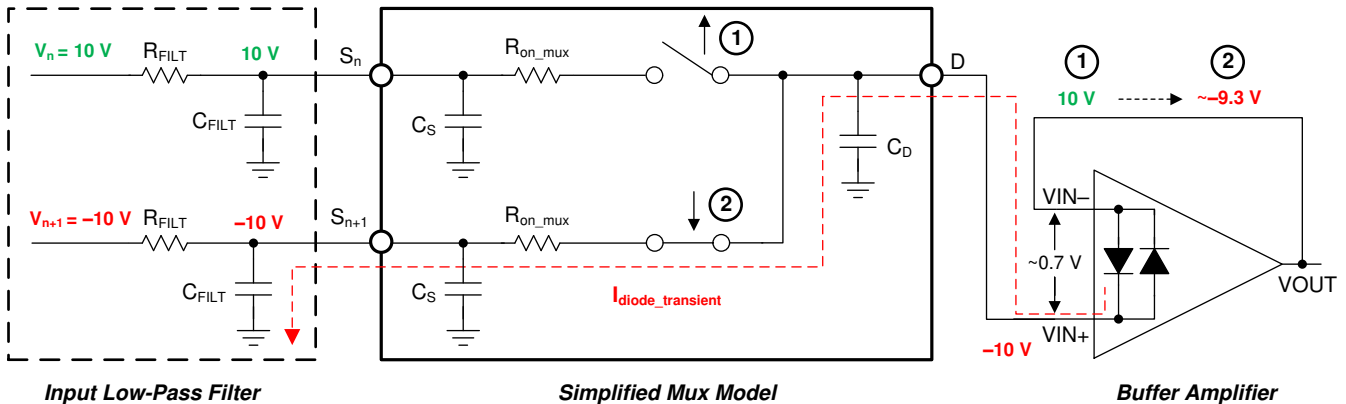 Vn = 10 V
RFILT
10 V
Sn
Ron_mux
1
D
1
2
10 V
~–9.3 V
CFILT
CS
CD
VIN–
Vn+1 = –10 V
RFILT
–10 V
Sn+1
Ron_mux
2
~0.7 V
CFILT
CS
Idiode_transient
VOUT
VIN+
–10 V
Input Low-Pass Filter
Simplified Mux Model
Buffer Amplifier